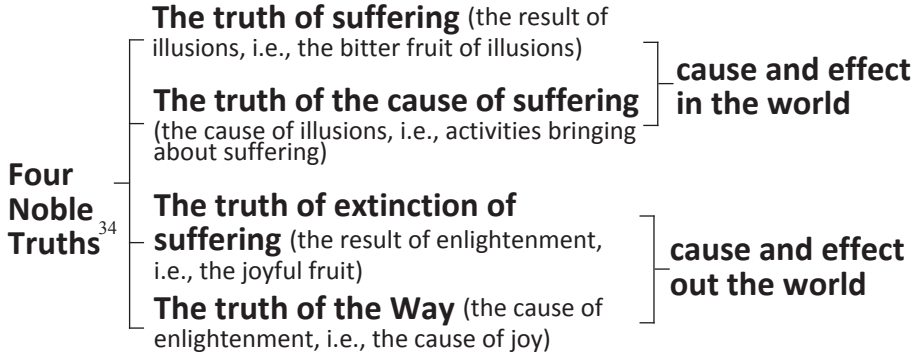 The truth of suffering (the result of
illusions, i.e., the bitter fruit of illusions)
The truth of the cause of suffering
(the cause of illusions, i.e., activities bringing
about suffering)
cause and effect
in the world
Four
Noble
Truths34
The truth of extinction of
suffering (the result of enlightenment,
i.e., the joyful fruit)
The truth of the Way (the cause of
enlightenment, i.e., the cause of joy)
cause and effect
out the world